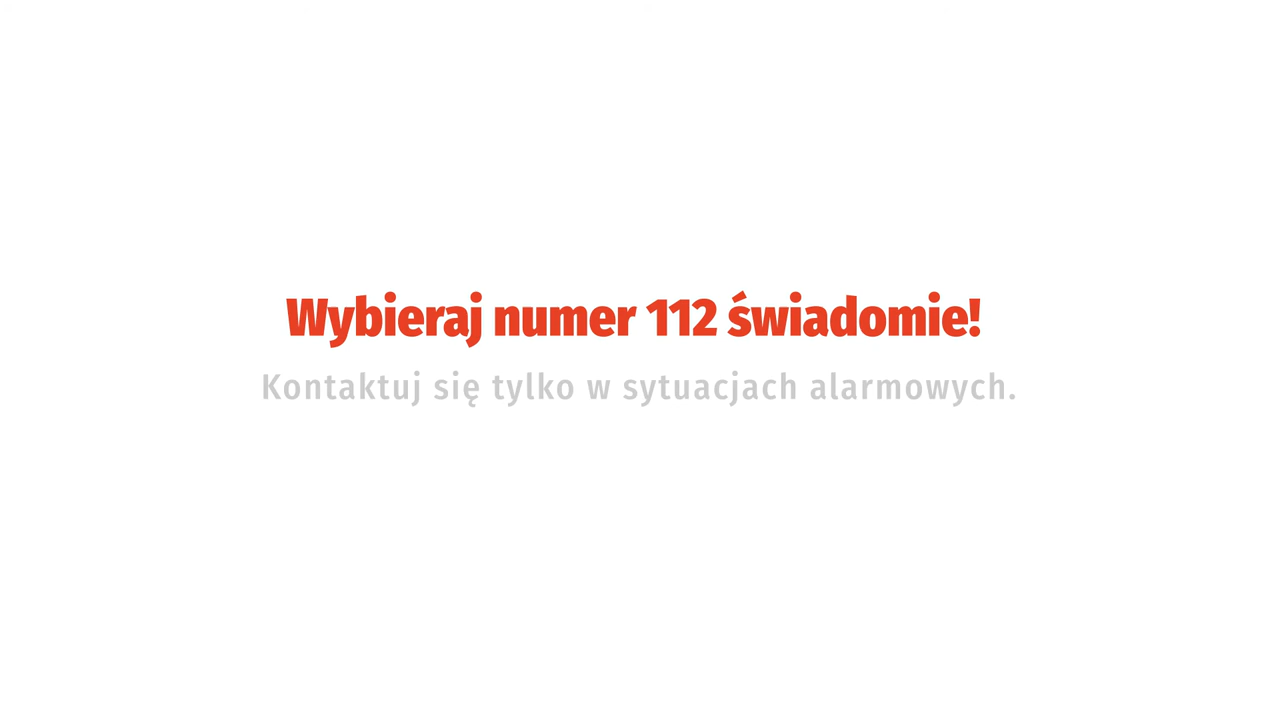 Wybieraj numer 112 świadomie!
Kontaktuj się tylko w sytuacjach alarmowych.